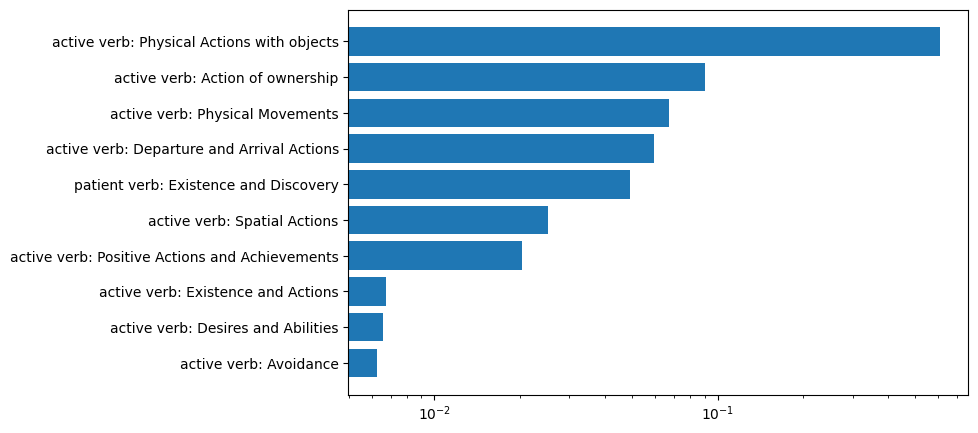 active verb: Physical Actions with objects
active verb: Action of ownership
active verb: Physical Movements
active verb: Departure and Arrival Actions
patient verb: Existence and Discovery
active verb: Spatial Actions
active verb: Positive Actions and Achievements
active verb: Existence and Actions
active verb: Desires and Abilities
active verb: Avoidance
10⁻² 10⁻¹